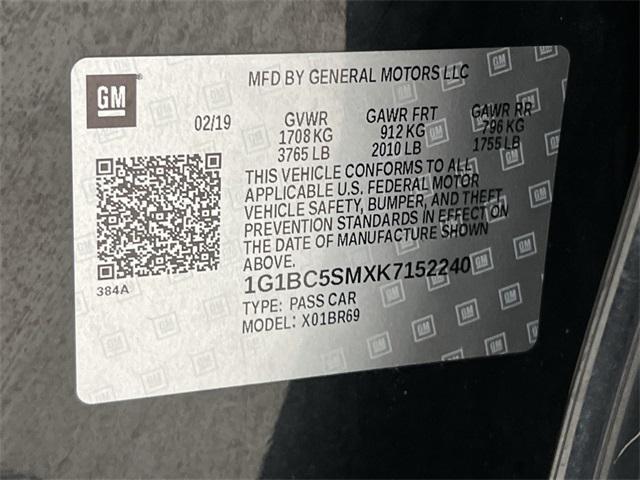 GM
MFD BY GENERAL MOTORS LLC
02/19
GVWR GAWR FRT GAWR RR
1708 KG 912 KG 796 KG
3765 LB 2010 LB 1755 LB
THIS VEHICLE CONFORMS TO ALL
APPLICABLE U.S. FEDERAL MOTOR
VEHICLE SAFETY, BUMPER, AND THEFT
PREVENTION STANDARDS IN EFFECT ON
THE DATE OF MANUFACTURE SHOWN
ABOVE.
384A
1G1BC5SMXK7152240
TYPE: PASS CAR
MODEL: X01BR69